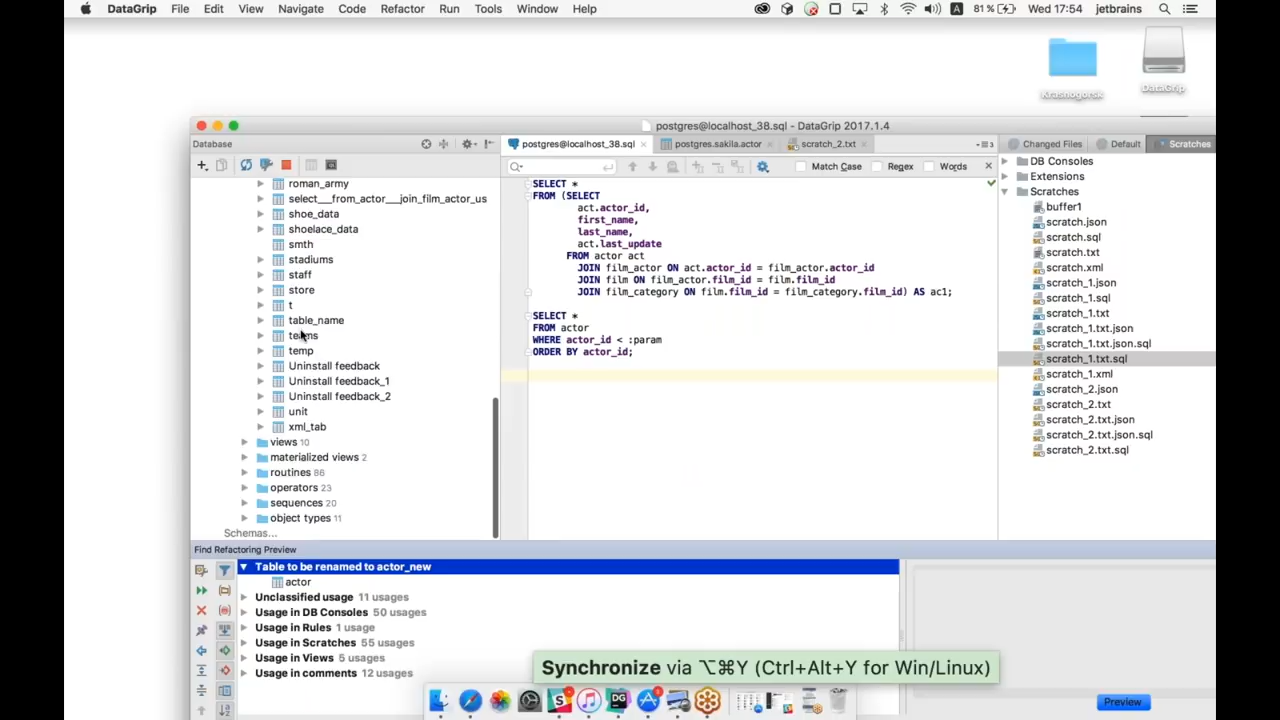 DataGrip File Edit View Navigate Code Refactor Run Tools Window Help A 81 % Wed 17:54 jetbrains
Krasnogorsk
DataGrip
postgres@localhost_38.sql - DataGrip 2017.1.4
Database
postgres@localhost_38.sql
postgres.sakila.actor
scratch_2.txt
Changed Files
Default
Scratches
Match Case
Regex
Words
roman_army
select___from_actor___join_film_actor_us
shoe_data
shoelace_data
smth
stadiums
staff
store
t
table_name
teams
temp
Uninstall feedback
Uninstall feedback_1
Uninstall feedback_2
unit
xml_tab
views 10
materialized views 2
routines 86
operators 23
sequences 20
object types 11
Schemas...
SELECT *
FROM (SELECT
act.actor_id,
first_name,
last_name,
act.last_update
FROM actor act
JOIN film_actor ON act.actor_id = film_actor.actor_id
JOIN film ON film_actor.film_id = film.film_id
JOIN film_category ON film.film_id = film_category.film_id) AS ac1;
SELECT *
FROM actor
WHERE actor_id < :param
ORDER BY actor_id;
DB Consoles
Extensions
Scratches
buffer1
scratch.json
scratch.sql
scratch.txt
scratch.xml
scratch_1.json
scratch_1.sql
scratch_1.txt
scratch_1.txt.json
scratch_1.txt.json.sql
scratch_1.txt.sql
scratch_1.xml
scratch_2.json
scratch_2.txt
scratch_2.txt.json
scratch_2.txt.json.sql
scratch_2.txt.sql
Find Refactoring Preview
Table to be renamed to actor_new
actor
Unclassified usage 11 usages
Usage in DB Consoles 50 usages
Usage in Rules 1 usage
Usage in Scratches 55 usages
Usage in Views 5 usages
Usage in comments 12 usages
Synchronize via ⌥⌘Y (Ctrl+Alt+Y for Win/Linux)
DG
Preview